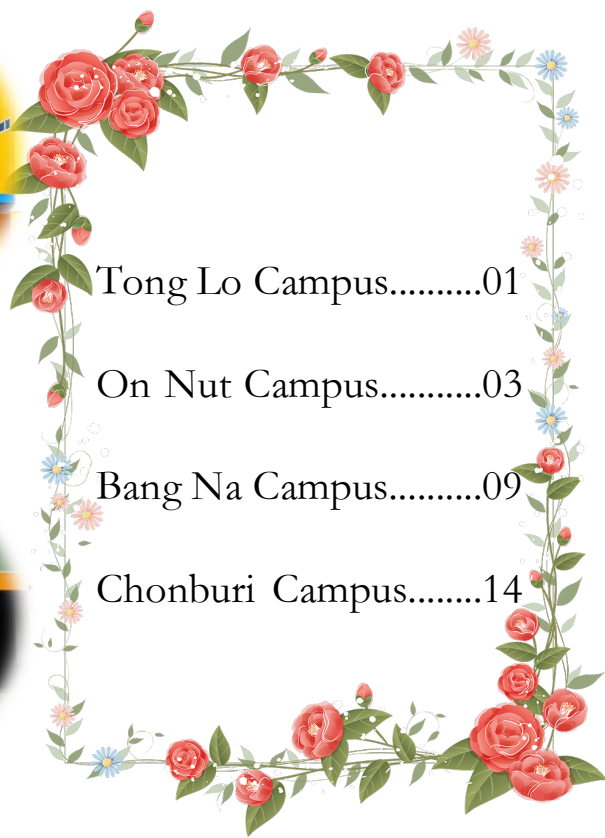 Tong Lo Campus..........01
On Nut Campus...........03
Bang Na Campus..........09
Chonburi Campus........14